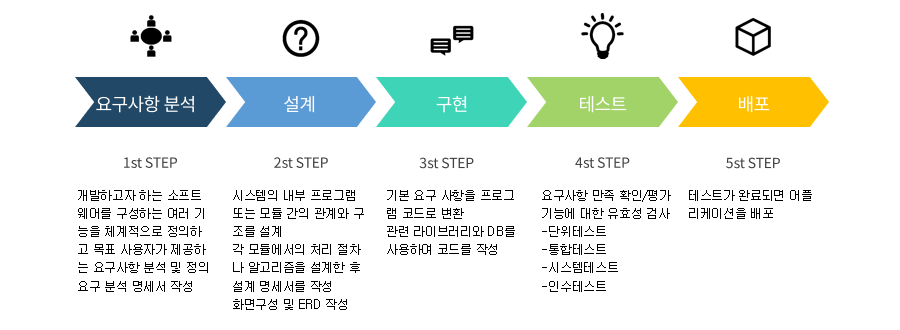 요구사항 분석
설계
구현
테스트
배포
1st STEP
2st STEP
3st STEP
4st STEP
5st STEP
개발하고자 하는 소프트
웨어를 구성하는 여러 기
능을 체계적으로 정의하
고 목표 사용자가 제공하
는 요구사항 분석 및 정의
요구 분석 명세서 작성
시스템의 내부 프로그램
또는 모듈 간의 관계와 구
조를 설계
각 모듈에서의 처리 절차
나 알고리즘을 설계한 후
설계 명세서를 작성
화면구성 및 ERD 작성
기본 요구 사항을 프로그
램 코드로 변환
관련 라이브러리와 DB를
사용하며 코드를 작성
요구사항 만족 확인/평가
기능에 대한 유효성 검사
-단위테스트
-통합테스트
-시스템테스트
-인수테스트
테스트가 완료되면 어플
리케이션을 배포